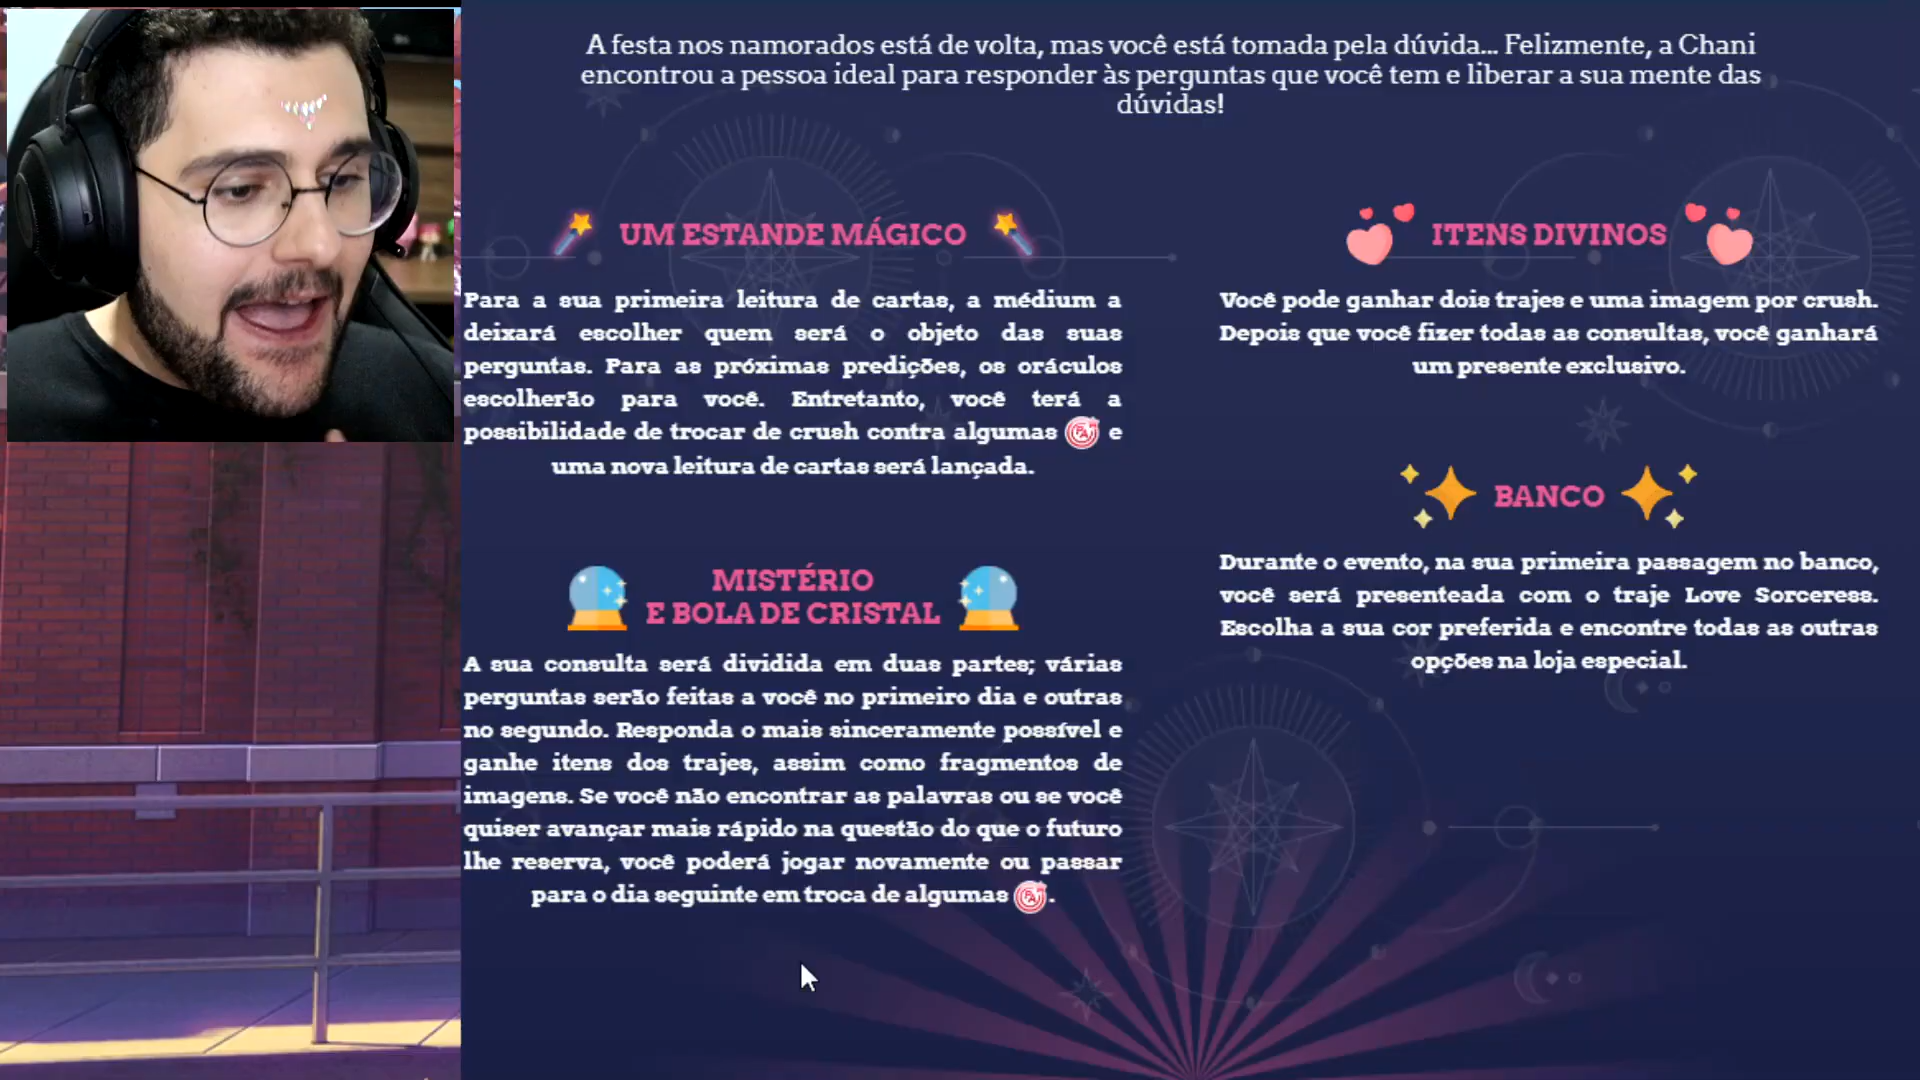 A festa nos namorados está de volta, mas você está tomada pela dúvida... Felizmente, a Chani
encontrou a pessoa ideal para responder às perguntas que você tem e liberar a sua mente das
dúvidas!
UM ESTANDE MÁGICO
Para a sua primeira leitura de cartas, a médium a
deixará escolher quem será o objeto das suas
perguntas. Para as próximas predições, os oráculos
escolherão para você. Entretanto, você terá a
possibilidade de trocar de crush contra algumas PA e
uma nova leitura de cartas será lançada.
MISTÉRIO
E BOLA DE CRISTAL
A sua consulta será dividida em duas partes; várias
perguntas serão feitas a você no primeiro dia e outras
no segundo. Responda o mais sinceramente possível e
ganhe itens dos trajes, assim como fragmentos de
imagens. Se você não encontrar as palavras ou se você
quiser avançar mais rápido na questão do que o futuro
lhe reserva, você poderá jogar novamente ou passar
para o dia seguinte em troca de algumas PA.
ITENS DIVINOS
Você pode ganhar dois trajes e uma imagem por crush.
Depois que você fizer todas as consultas, você ganhará
um presente exclusivo.
BANCO
Durante o evento, na sua primeira passagem no banco,
você será presenteada com o traje Love Sorceress.
Escolha a sua cor preferida e encontre todas as outras
opções na loja especial.